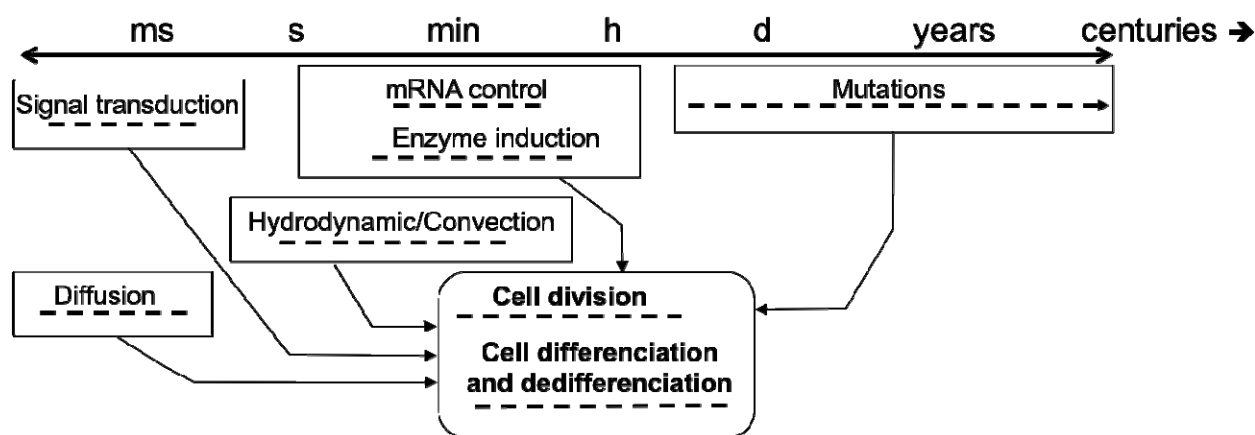 ms s min h d years centuries →
Signal transduction
mRNA control
Enzyme induction
Mutations
Hydrodynamic/Convection
Diffusion
Cell division
Cell differenciation
and dedifferenciation